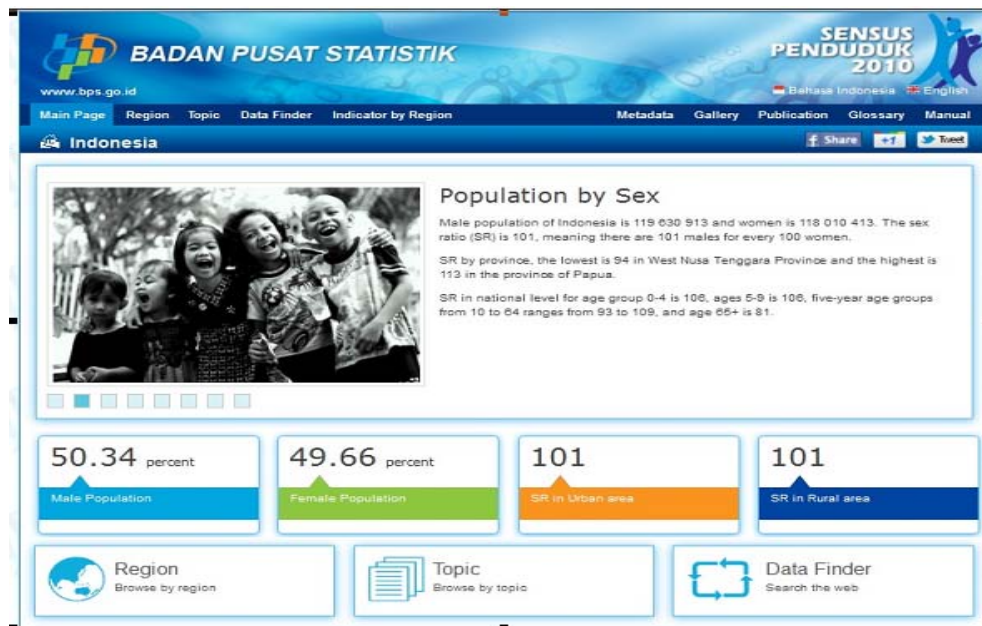 BADAN PUSAT STATISTIK
SENSUS
PENDUDUK
2010
www.bps.go.id
Bahasa Indonesia English
Main Page Region Topic Data Finder Indicator by Region Metadata Gallery Publication Glossary Manual
Indonesia
f Share +1 Tweet
Population by Sex
Male population of Indonesia is 119 630 913 and women is 118 010 413. The sex
ratio (SR) is 101, meaning there are 101 males for every 100 women.
SR by province, the lowest is 94 in West Nusa Tenggara Province and the highest is
113 in the province of Papua.
SR in national level for age group 0-4 is 106, ages 5-9 is 106, five-year age groups
from 10 to 64 ranges from 93 to 109, and age 65+ is 81.
50.34 percent
Male Population
49.66 percent
Female Population
101
SR in Urban area
101
SR in Rural area
Region
Browse by region
Topic
Browse by topic
Data Finder
Search the web